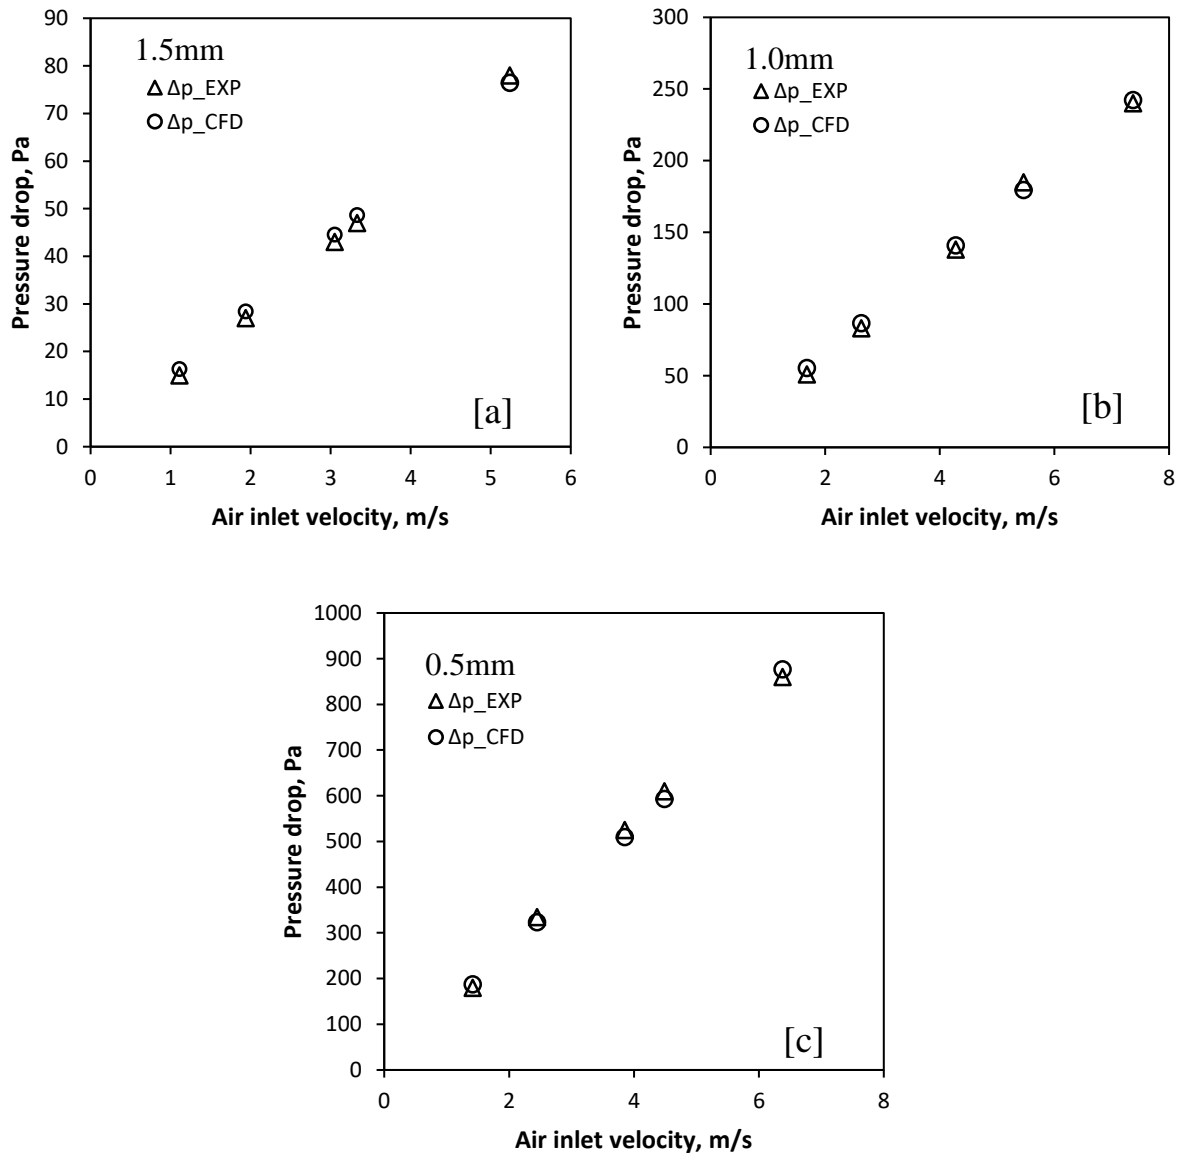 1.5mm
Δp_EXP
Δp_CFD
90
80
70
60
50
40
30
20
10
0
Pressure drop, Pa
[a]
0 1 2 3 4 5 6
Air inlet velocity, m/s
1.0mm
Δp_EXP
Δp_CFD
300
250
200
150
100
50
0
Pressure drop, Pa
[b]
0 2 4 6 8
Air inlet velocity, m/s
0.5mm
Δp_EXP
Δp_CFD
1000
900
800
700
600
500
400
300
200
100
0
Pressure drop, Pa
[c]
0 2 4 6 8
Air inlet velocity, m/s